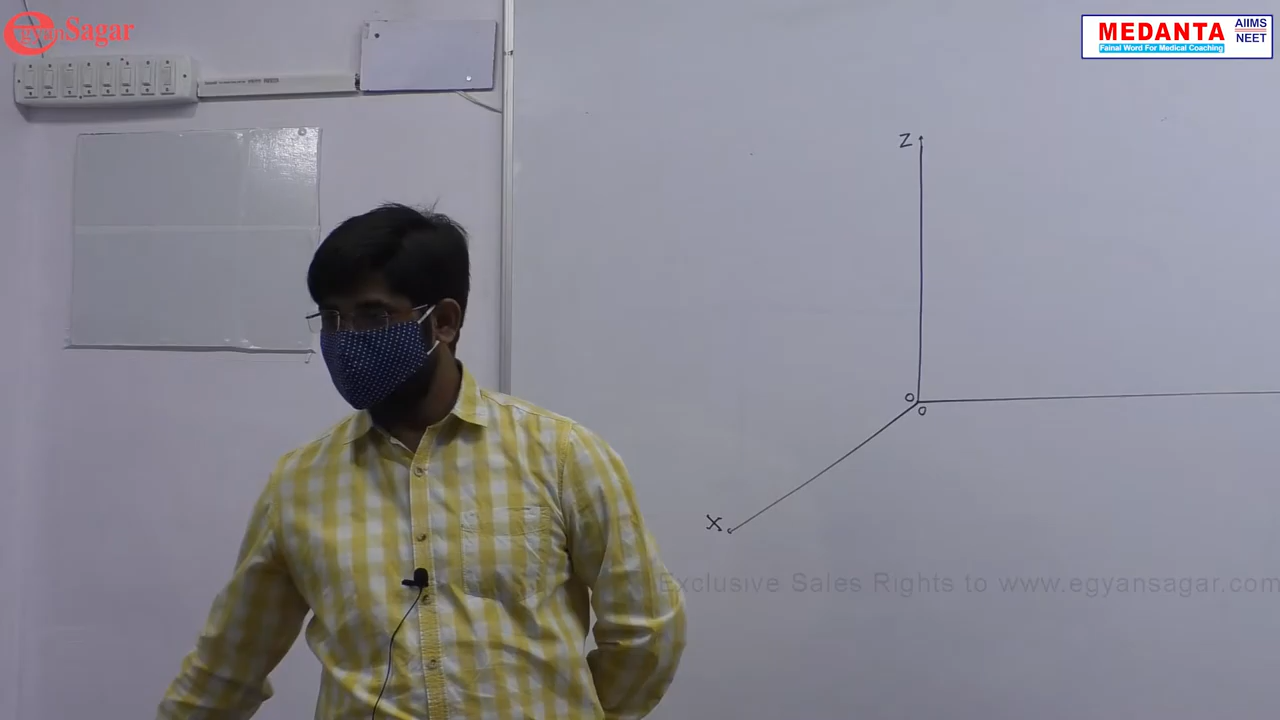 egyanSagar
MEDANTA AIIMS
NEET
Fainal Word For Medical Coaching
Z
O
O
X
Exclusive Sales Rights to www.egyansagar.com